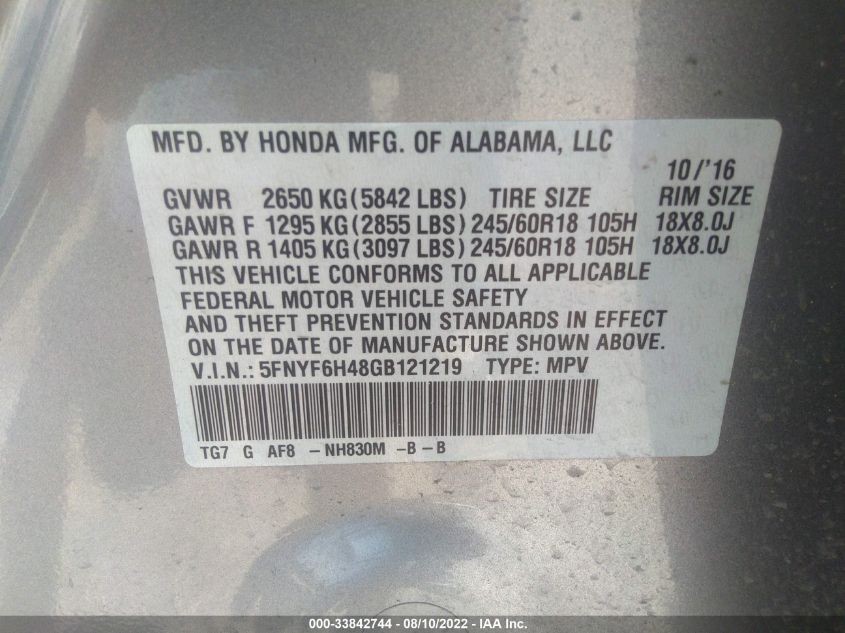 MFD. BY HONDA MFG. OF ALABAMA, LLC
10/'16
GVWR 2650 KG(5842 LBS) TIRE SIZE RIM SIZE
GAWR F 1295 KG(2855 LBS) 245/60R18 105H 18X8.0J
GAWR R 1405 KG(3097 LBS) 245/60R18 105H 18X8.0J
THIS VEHICLE CONFORMS TO ALL APPLICABLE
FEDERAL MOTOR VEHICLE SAFETY
AND THEFT PREVENTION STANDARDS IN EFFECT
ON THE DATE OF MANUFACTURE SHOWN ABOVE.
V.I.N.: 5FNYF6H48GB121219 TYPE: MPV
TG7 G AF8 -NH830M -B-B
000-33842744 - 08/10/2022 - IAA Inc.